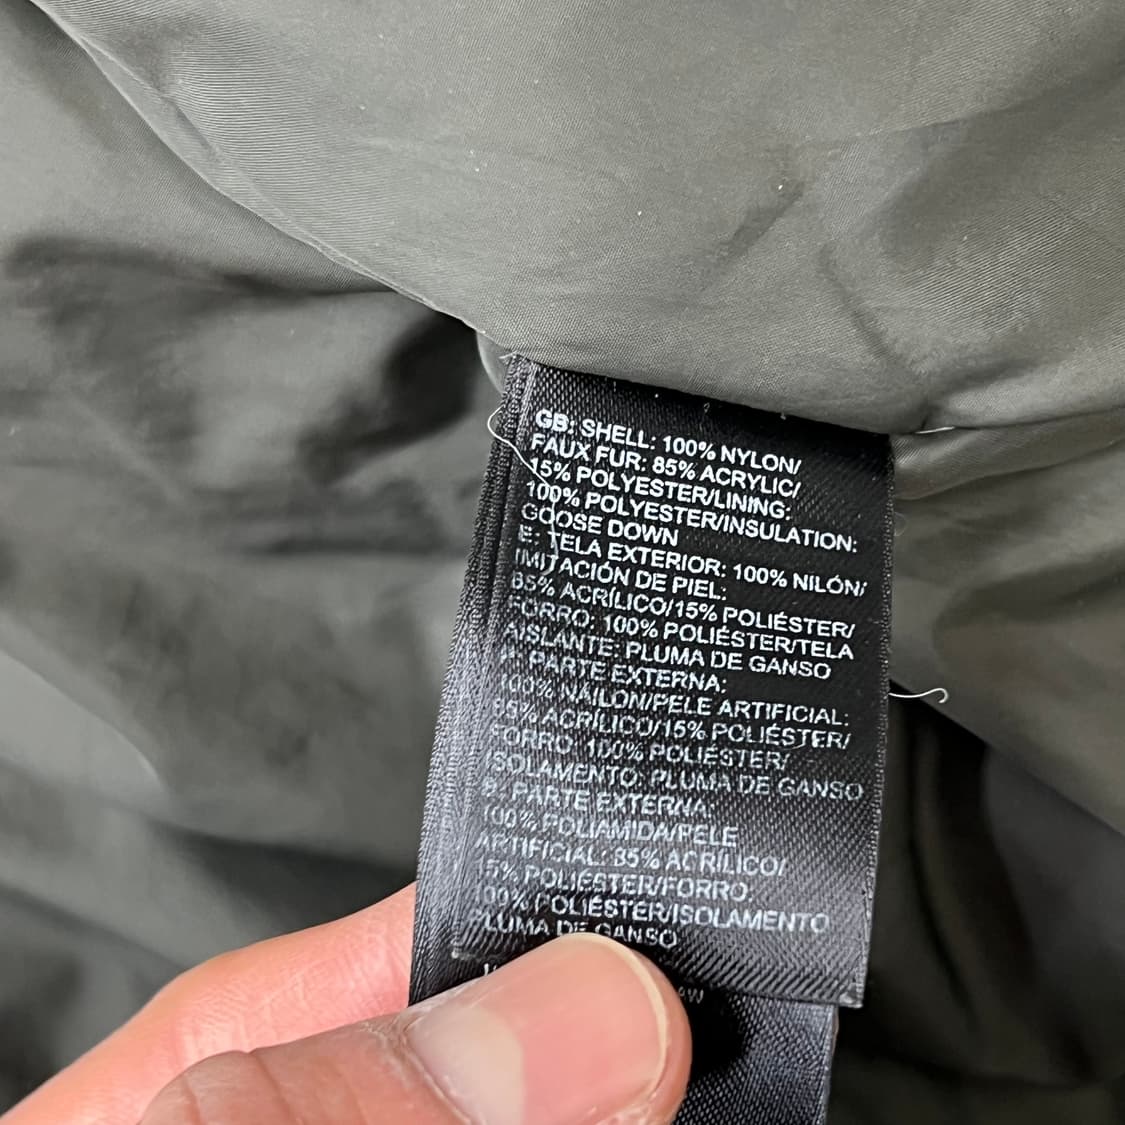 GB: SHELL: 100% NYLON/
FAUX FUR: 85% ACRYLIC/
15% POLYESTER/LINING:
100% POLYESTER/INSULATION:
GOOSE DOWN
E: TELA EXTERIOR: 100% NILÓN/
IMITACIÓN DE PIEL:
85% ACRÍLICO/15% POLIÉSTER/
FORRO: 100% POLIÉSTER/TELA
AISLANTE: PLUMA DE GANSO
P: PARTE EXTERNA:
100% NÁILON/PELE ARTIFICIAL:
85% ACRÍLICO/15% POLIÉSTER/
FORRO: 100% POLIÉSTER/
ISOLAMENTO: PLUMA DE GANSO
PARTE EXTERNA:
100% POLIAMIDA/PELE
ARTIFICIAL: 85% ACRÍLICO/
15% POLIÉSTER/FORRO:
100% POLIÉSTER/ISOLAMENTO
PLUMA DE GANSO